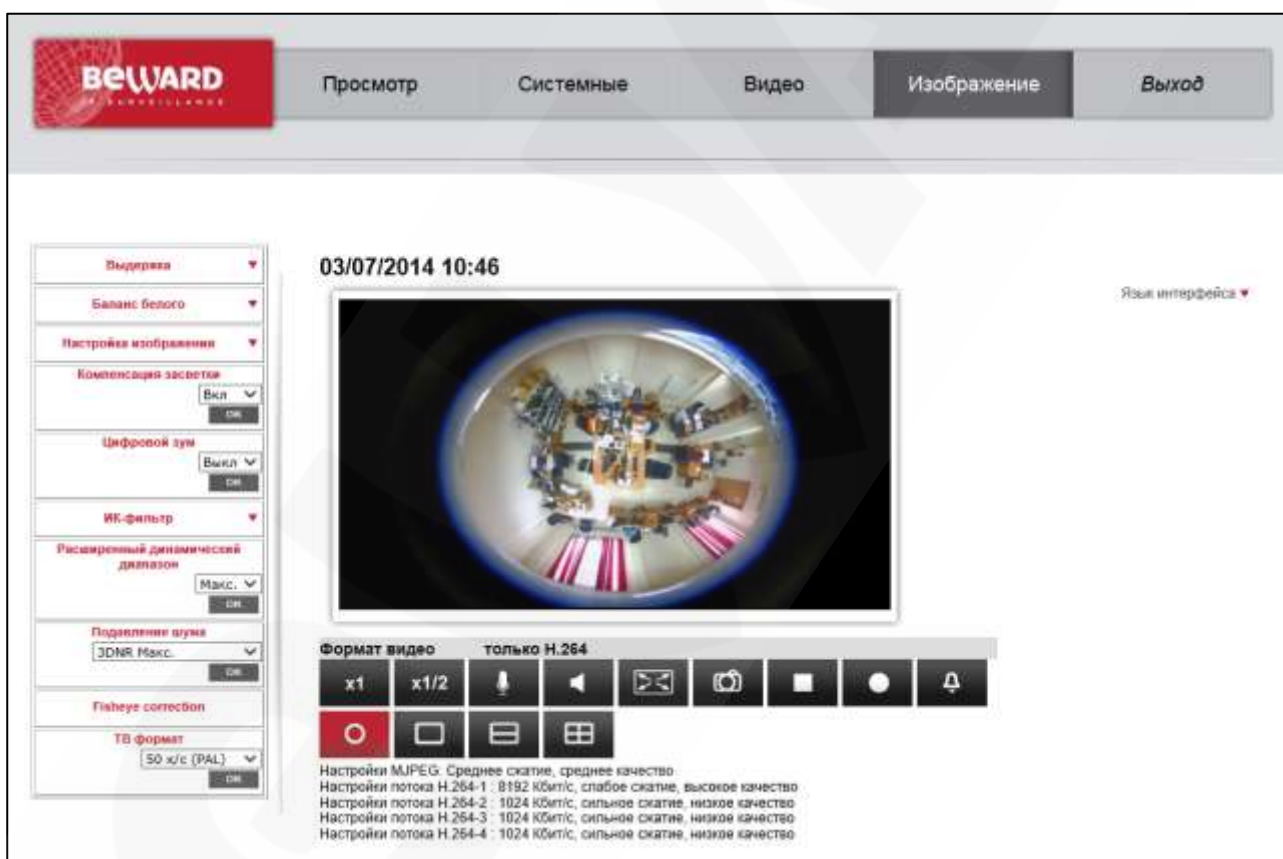 BEWARD
IP SURVEILLANCE
Просмотр Системные Видео Изображение Выход
03/07/2014 10:46
Язык интерфейса
Выдержка
Баланс белого
Настройка изображения
Компенсация засветки
Вкл
OK
Цифровой зум
Выкл
OK
ИК-фильтр
Расширенный динамический
диапазон
Макс.
OK
Подавление шума
3DNR Макс.
OK
Fisheye correction
ТВ формат
50 к/с (PAL)
OK
Формат видео только H.264
x1 x1/2
Настройки MJPEG: Среднее сжатие, среднее качество
Настройки потока H.264-1 : 8192 Кбит/с, слабое сжатие, высокое качество
Настройки потока H.264-2 : 1024 Кбит/с, сильное сжатие, низкое качество
Настройки потока H.264-3 : 1024 Кбит/с, сильное сжатие, низкое качество
Настройки потока H.264-4 : 1024 Кбит/с, сильное сжатие, низкое качество